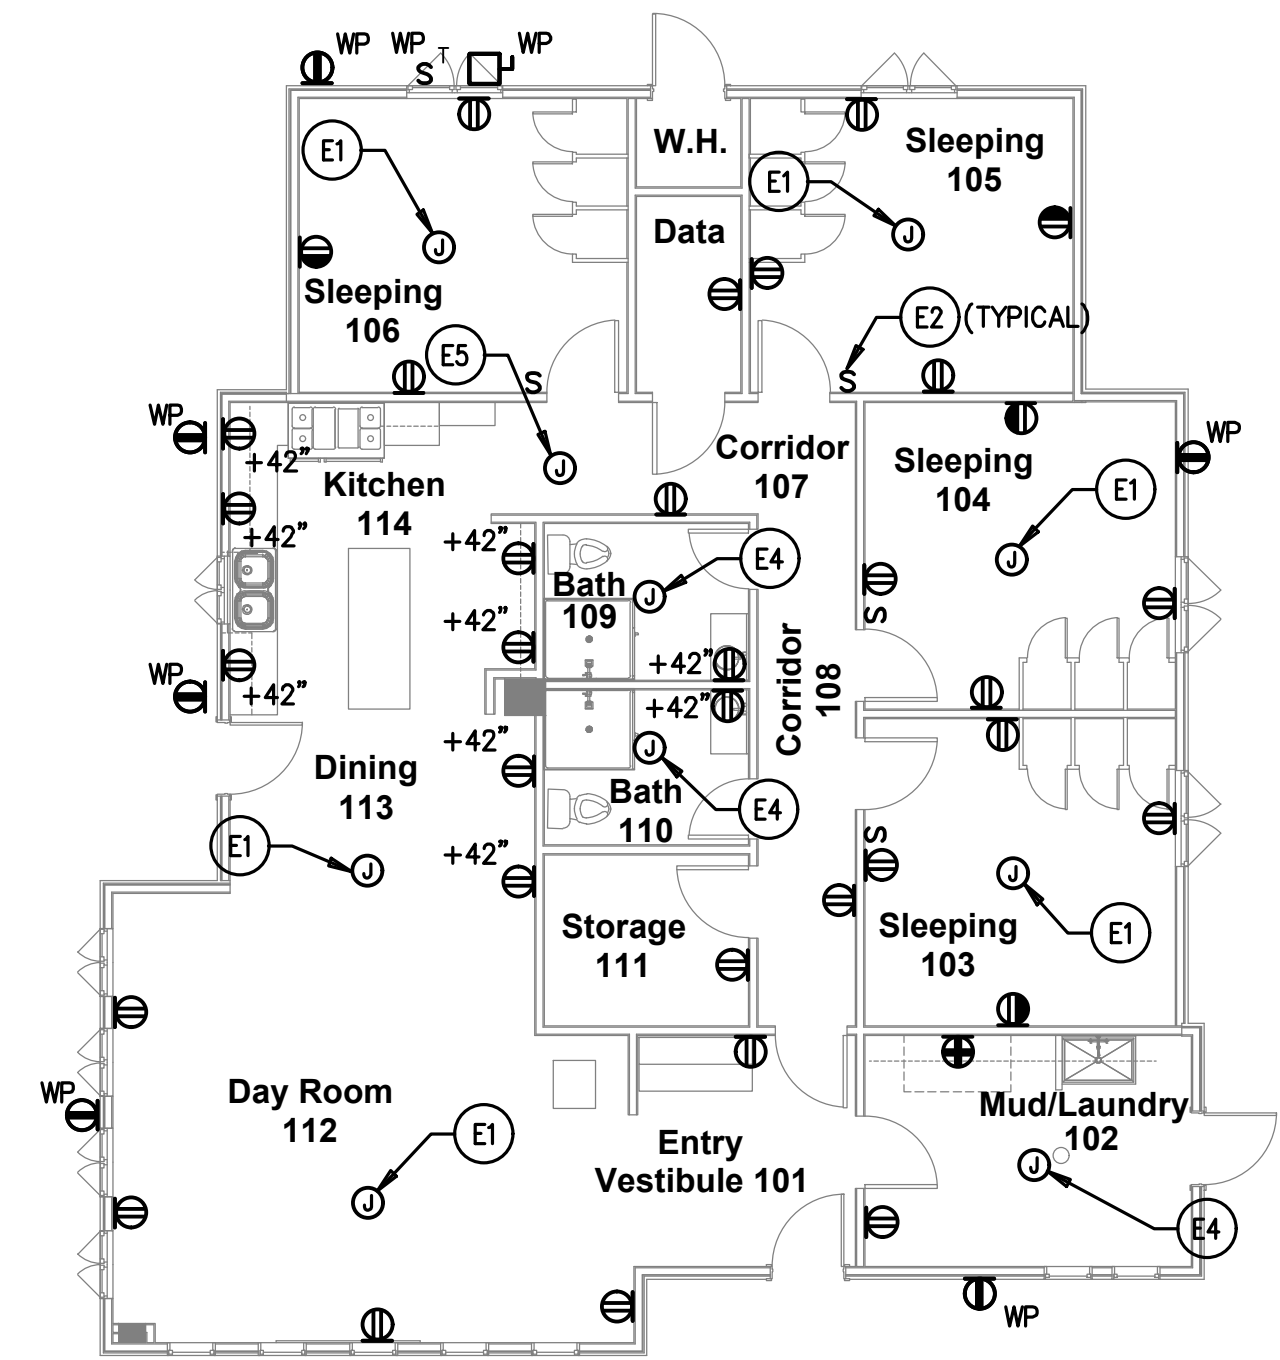 WP
WP
S T
WP
E1
W.H.
Sleeping
105
E1
Data
J
J
Sleeping
106
E2 (TYPICAL)
E5
S
S
WP
+42"
Kitchen
114
Corridor
107
Sleeping
104
WP
J
E1
+42"
+42"
E4
J
Bath
109
J
+42"
S
Corridor
108
+42"
WP
+42"
+42"
+42"
J
Dining
113
Bath
110
E4
E1
+42"
J
S
J
Storage
111
Sleeping
103
E1
Day Room
112
WP
E1
J
Entry
Vestibule 101
Mud/Laundry
102
J
E4
WP